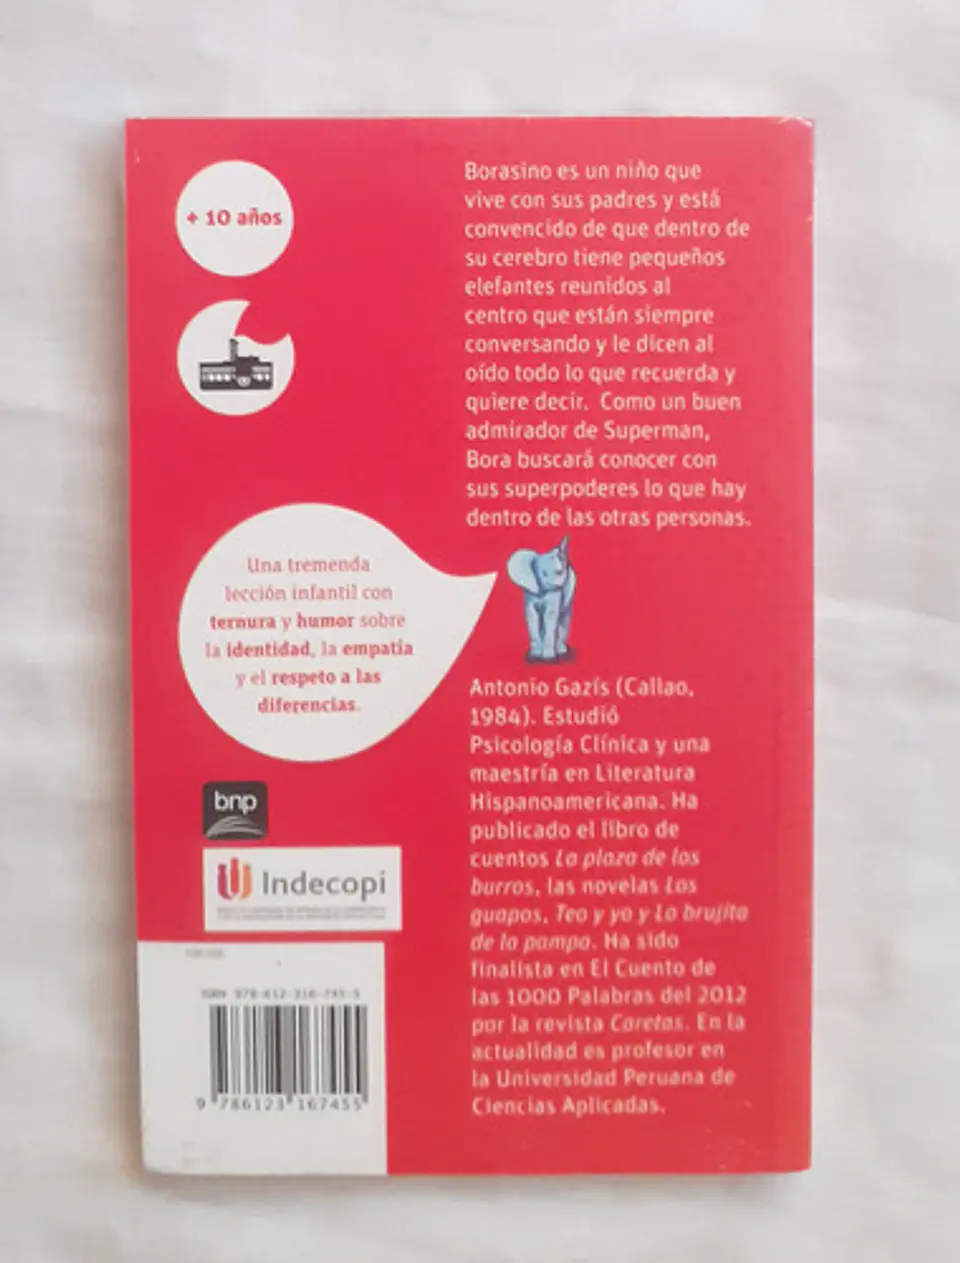 + 10 años
Borasino es un niño que
vive con sus padres y está
convencido de que dentro de
su cerebro tiene pequeños
elefantes reunidos al
centro que están siempre
conversando y le dicen al
oído todo lo que recuerda y
quiere decir. Como un buen
admirador de Superman,
Bora buscará conocer con
sus superpoderes lo que hay
dentro de las otras personas.
Una tremenda
lección infantil con
ternura y humor sobre
la identidad, la empatía
y el respeto a las
diferencias.
Antonio Gazís (Callao,
1984). Estudió
Psicología Clínica y una
maestría en Literatura
Hispanoamericana. Ha
publicado el libro de
cuentos La plaza de los
burros, las novelas Los
guapos, Teo y yo y La brujita
de la pampa. Ha sido
finalista en El Cuento de
las 1000 Palabras del 2012
por la revista Caretas. En la
actualidad es profesor en
la Universidad Peruana de
Ciencias Aplicadas.
bnp
Indecopi
ISBN 978-612-316-745-5
9 786123 167455